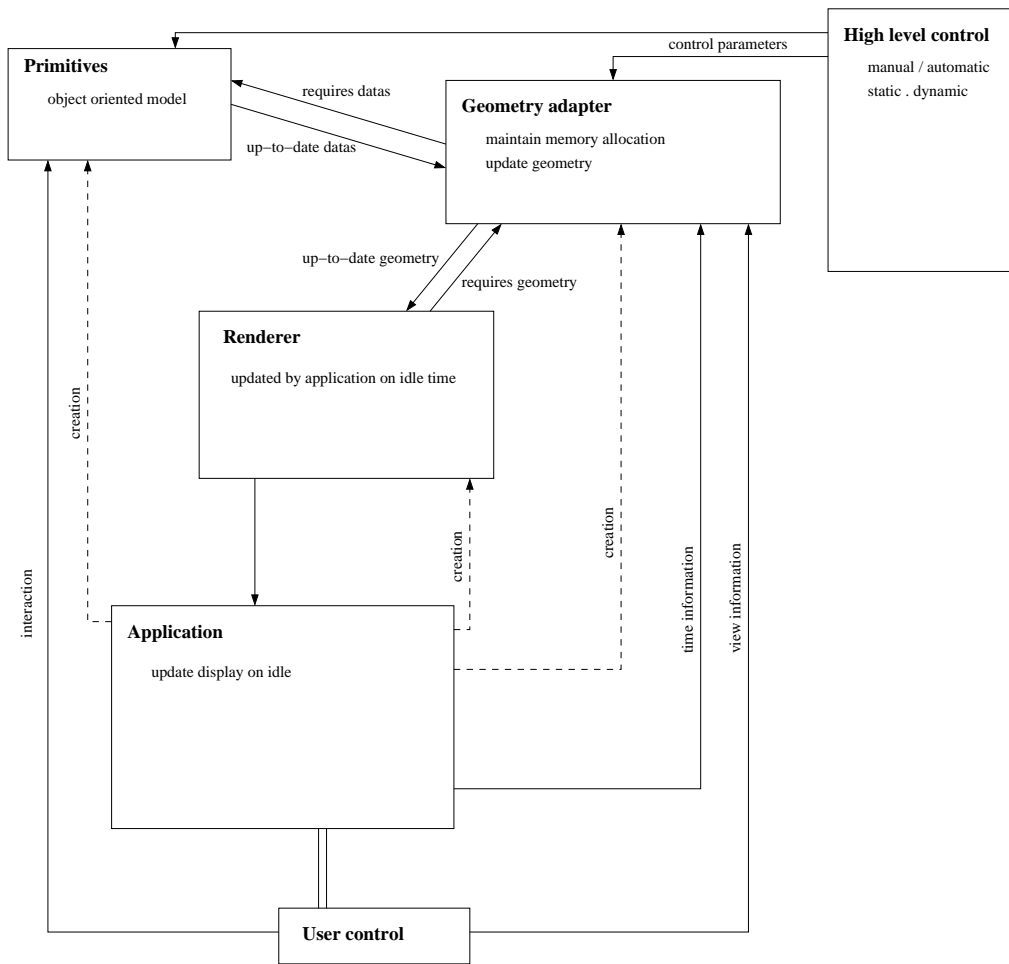 High level control
manual / automatic
static . dynamic
control parameters
Primitives
object oriented model
requires datas
up−to−date datas
Geometry adapter
maintain memory allocation
update geometry
up−to−date geometry
requires geometry
Renderer
updated by application on idle time
creation
creation
creation
interaction
time information
view information
Application
update display on idle
User control